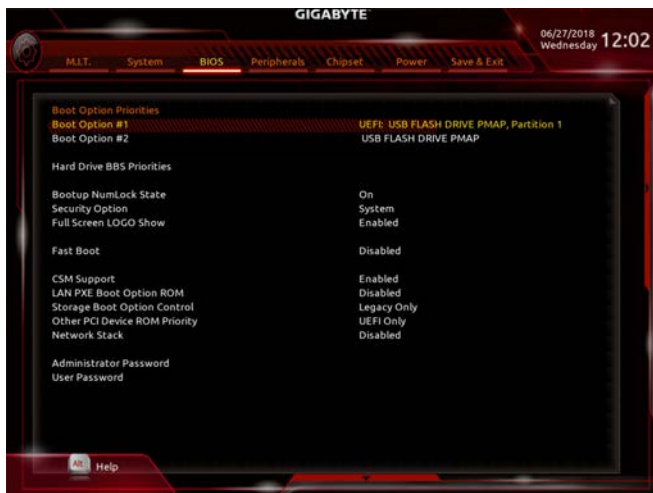 GIGABYTE™
06/27/2018
Wednesday
12:02
M.I.T. System BIOS Peripherals Chipset Power Save & Exit
Boot Option Priorities
Boot Option #1 UEFI: USB FLASH DRIVE PMAP, Partition 1
Boot Option #2 USB FLASH DRIVE PMAP
Hard Drive BBS Priorities
Bootup NumLock State On
Security Option System
Full Screen LOGO Show Enabled
Fast Boot Disabled
CSM Support Enabled
LAN PXE Boot Option ROM Disabled
Storage Boot Option Control Legacy Only
Other PCI Device ROM Priority UEFI Only
Network Stack Disabled
Administrator Password
User Password
Alt Help